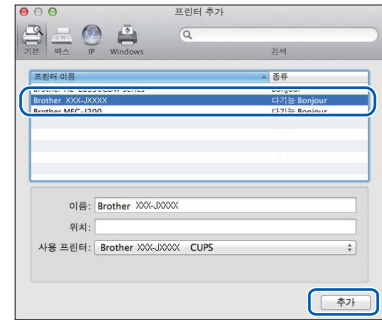 프린터 추가
기본 팩스 IP Windows 검색
프린터 이름 종류
Bonjour
Brother XXX-JXXXX 다기능 Bonjour
Brother MFC-J200 다기능 Bonjour
이름: Brother XXX-JXXXX
위치:
사용 프린터: Brother XXX-JXXXX CUPS
추가